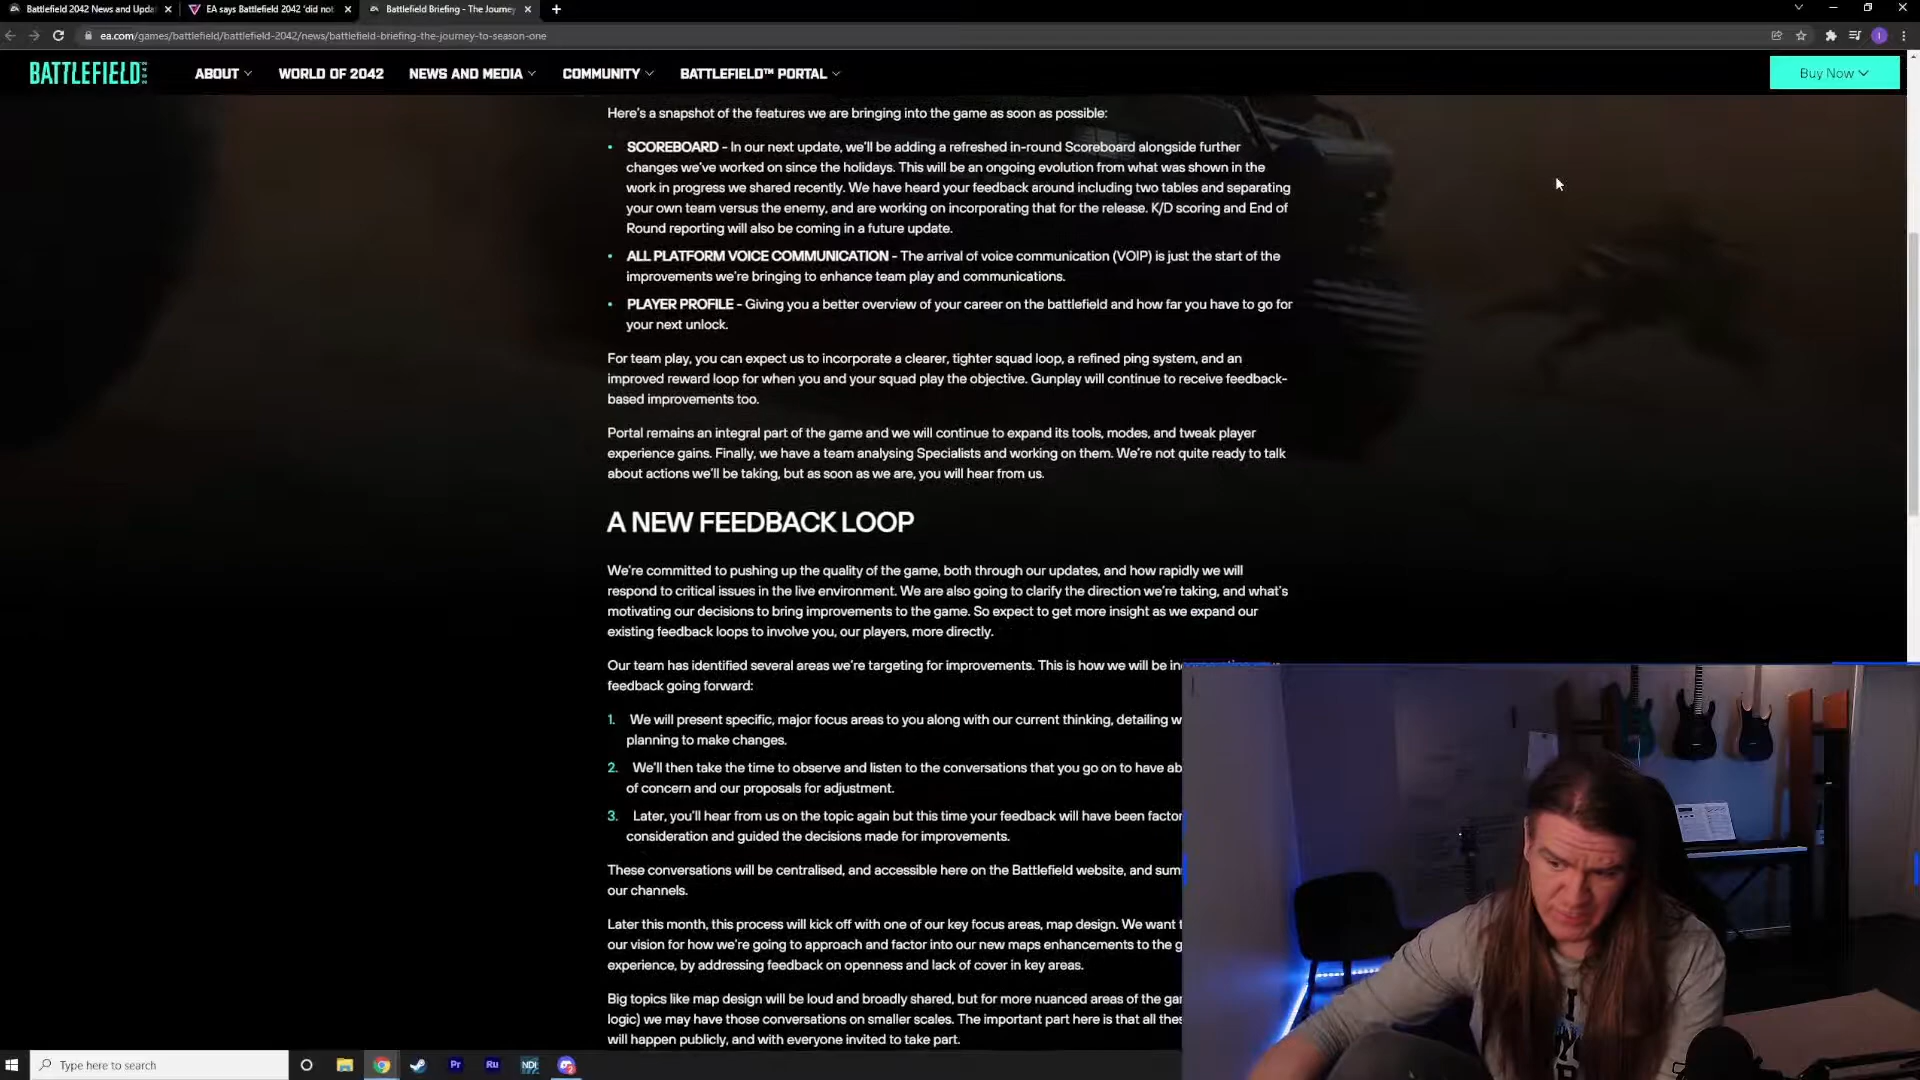 Battlefield 2042 News and Upda
EA says Battlefield 2042 'did not
Battlefield Briefing - The Journey
ea.com/games/battlefield/battlefield-2042/news/battlefield-briefing-the-journey-to-season-one
BATTLEFIELD 2042
ABOUT
WORLD OF 2042
NEWS AND MEDIA
COMMUNITY
BATTLEFIELD™ PORTAL
Buy Now
Here's a snapshot of the features we are bringing into the game as soon as possible:
• SCOREBOARD - In our next update, we'll be adding a refreshed in-round Scoreboard alongside further
changes we've worked on since the holidays. This will be an ongoing evolution from what was shown in the
work in progress we shared recently. We have heard your feedback around including two tables and separating
your own team versus the enemy, and are working on incorporating that for the release. K/D scoring and End of
Round reporting will also be coming in a future update.
• ALL PLATFORM VOICE COMMUNICATION - The arrival of voice communication (VOIP) is just the start of the
improvements we're bringing to enhance team play and communications.
• PLAYER PROFILE - Giving you a better overview of your career on the battlefield and how far you have to go for
your next unlock.
For team play, you can expect us to incorporate a clearer, tighter squad loop, a refined ping system, and an
improved reward loop for when you and your squad play the objective. Gunplay will continue to receive feedback-
based improvements too.
Portal remains an integral part of the game and we will continue to expand its tools, modes, and tweak player
experience gains. Finally, we have a team analysing Specialists and working on them. We're not quite ready to talk
about actions we'll be taking, but as soon as we are, you will hear from us.
A NEW FEEDBACK LOOP
We're committed to pushing up the quality of the game, both through our updates, and how rapidly we will
respond to critical issues in the live environment. We are also going to clarify the direction we're taking, and what's
motivating our decisions to bring improvements to the game. So expect to get more insight as we expand our
existing feedback loops to involve you, our players, more directly.
Our team has identified several areas we're targeting for improvements. This is how we will be
feedback going forward:
1. We will present specific, major focus areas to you along with our current thinking, detailing w
planning to make changes.
2. We'll then take the time to observe and listen to the conversations that you go on to have ab
of concern and our proposals for adjustment.
3. Later, you'll hear from us on the topic again but this time your feedback will have been factor
consideration and guided the decisions made for improvements.
These conversations will be centralised, and accessible here on the Battlefield website, and sum
our channels.
Later this month, this process will kick off with one of our key focus areas, map design. We want t
our vision for how we're going to approach and factor into our new maps enhancements to the g
experience, by addressing feedback on openness and lack of cover in key areas.
Big topics like map design will be loud and broadly shared, but for more nuanced areas of the gar
logic) we may have those conversations on smaller scales. The important part here is that all thes
will happen publicly, and with everyone invited to take part.
Type here to search
Pr
Ru
NDI